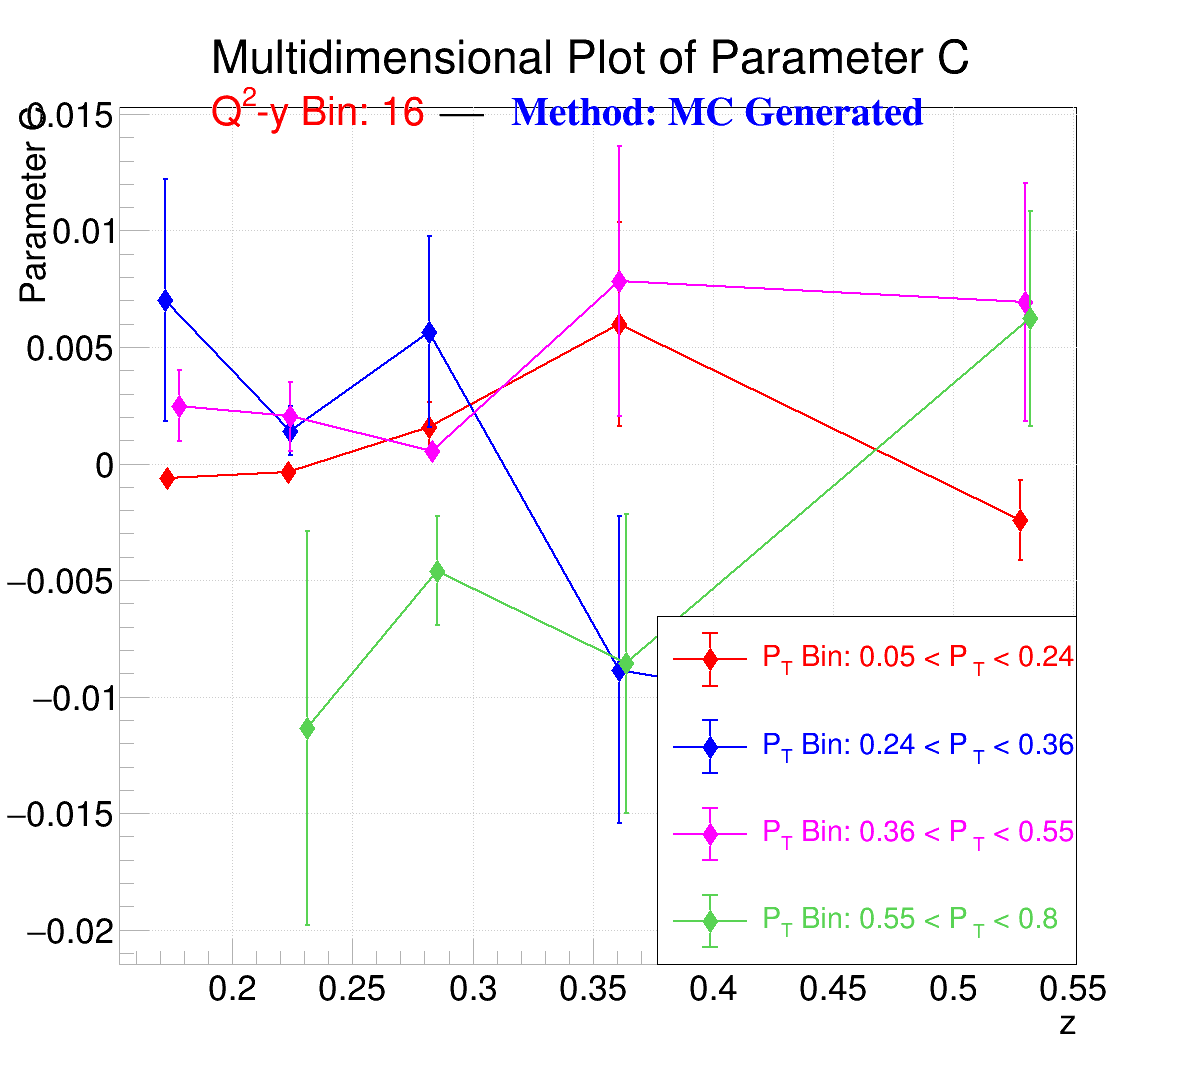 Multidimensional Plot of Parameter C
Q2-y Bin: 16 — Method: MC Generated
Parameter C
0.015
0.01
0.005
0
−0.005
−0.01
−0.015
−0.02
PT Bin: 0.05 < PT < 0.24
PT Bin: 0.24 < PT < 0.36
PT Bin: 0.36 < PT < 0.55
PT Bin: 0.55 < PT < 0.8
0.2 0.25 0.3 0.35 0.4 0.45 0.5 0.55
z